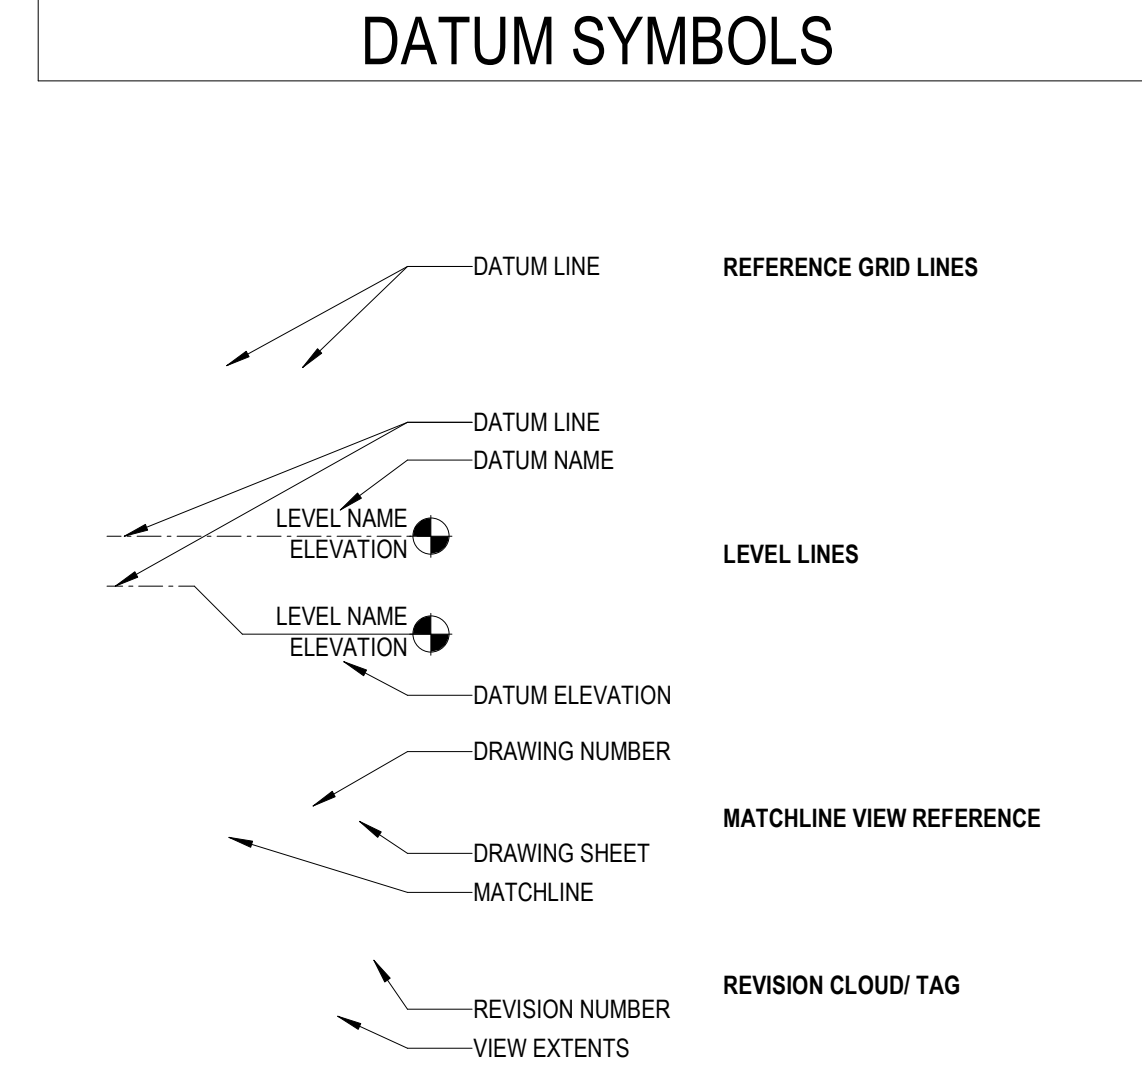 DATUM SYMBOLS
DATUM LINE
REFERENCE GRID LINES
DATUM LINE
DATUM NAME
LEVEL NAME
ELEVATION
LEVEL LINES
LEVEL NAME
ELEVATION
DATUM ELEVATION
DRAWING NUMBER
MATCHLINE VIEW REFERENCE
DRAWING SHEET
MATCHLINE
REVISION CLOUD/ TAG
REVISION NUMBER
VIEW EXTENTS